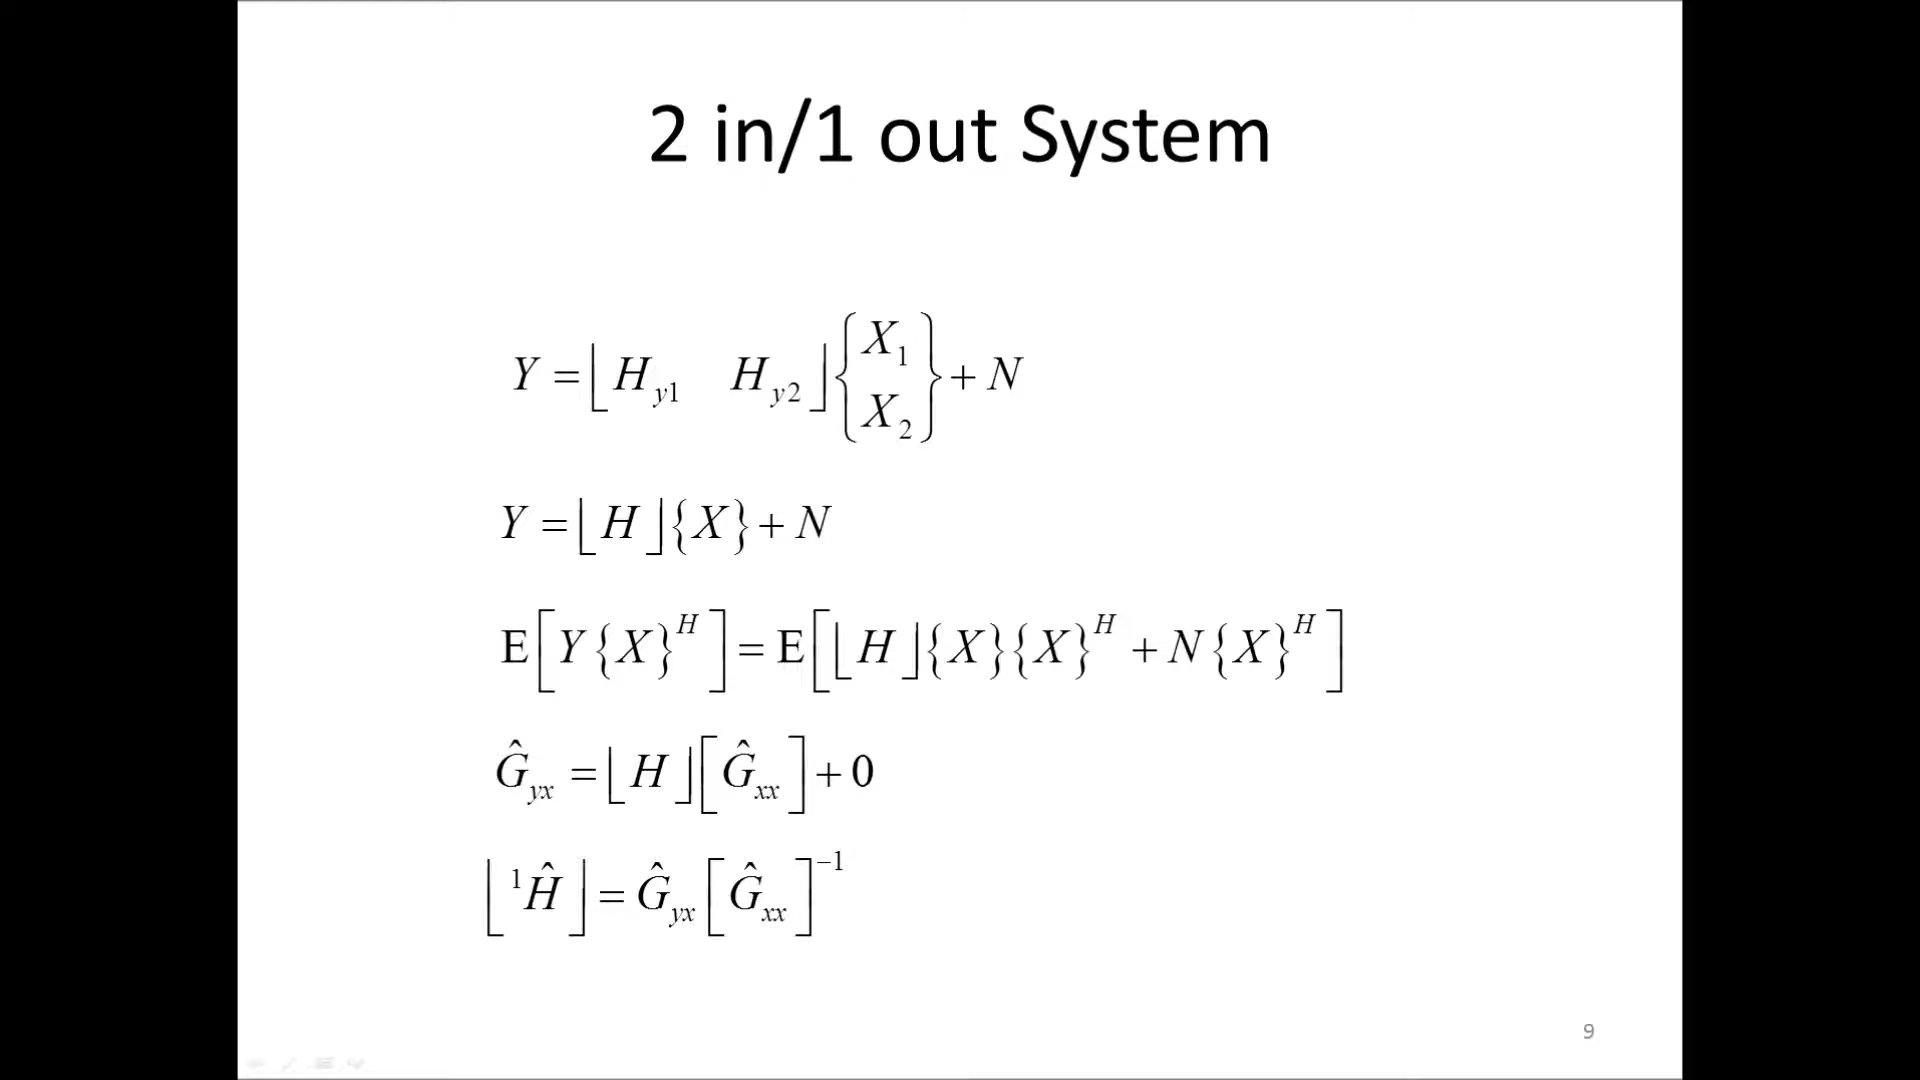 2 in/1 out System
Y = ⌊ H_{y1} H_{y2} ⌋ { X_1 X_2 } + N
Y = ⌊ H ⌋ { X } + N
E [ Y { X }^H ] = E [ ⌊ H ⌋ { X } { X }^H + N { X }^H ]
Ĝ_{yx} = ⌊ H ⌋ [ Ĝ_{xx} ] + 0
⌊ ^1Ĥ ⌋ = Ĝ_{yx} [ Ĝ_{xx} ]^{-1}
9